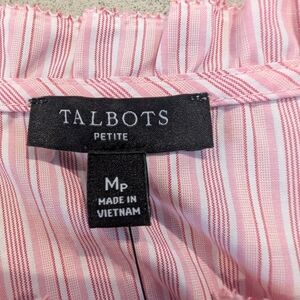 TALBOTS
PETITE
MP
MADE IN
VIETNAM